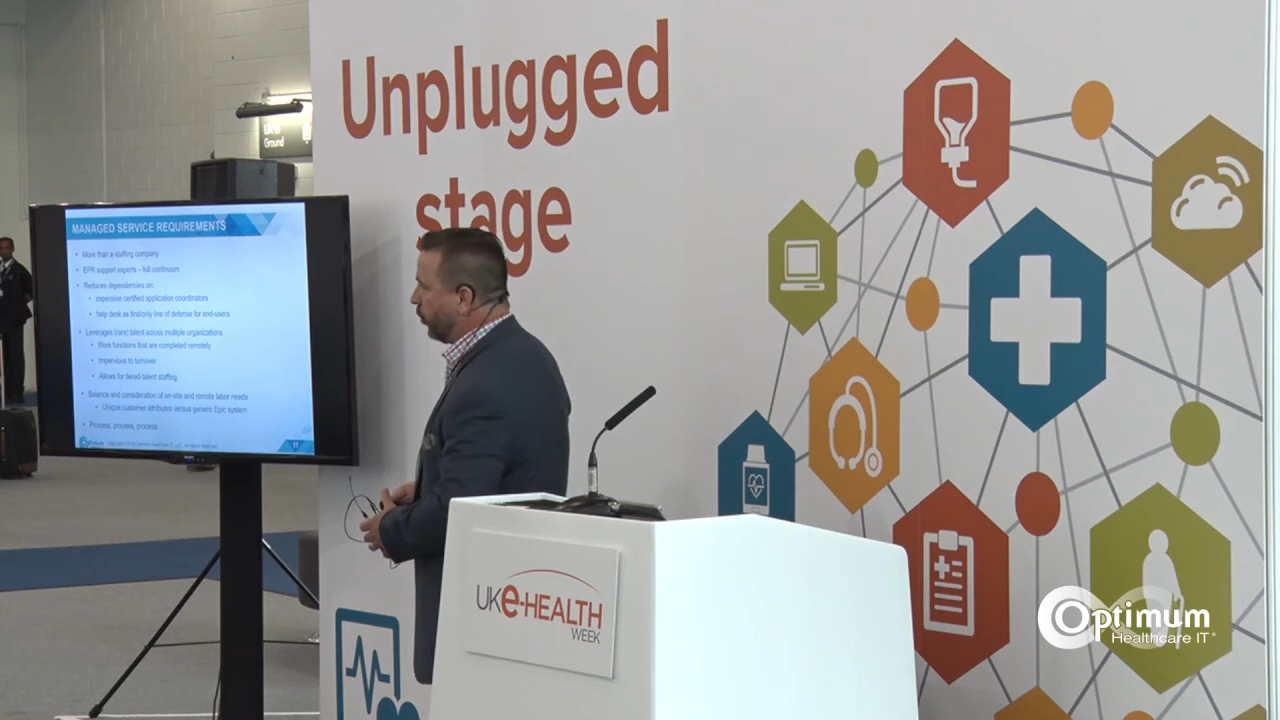 Unplugged
stage
Ground
MANAGED SERVICE REQUIREMENTS
• More than a staffing company
• EPR support experts – full continuum
• Reduces dependencies on:
• expensive certified application coordinators
• help desk as first/only line of defense for end-users
• Leverages (rare) talent across multiple organizations
• Work functions that are completed remotely
• Impervious to turnover
• Allows for tiered-talent staffing
• Balance and consideration of on-site and remote labor needs
• Unique customer attributes versus generic Epic system
• Process, process, process
Optimum
11
UK e-HEALTH
WEEK
Optimum
Healthcare IT